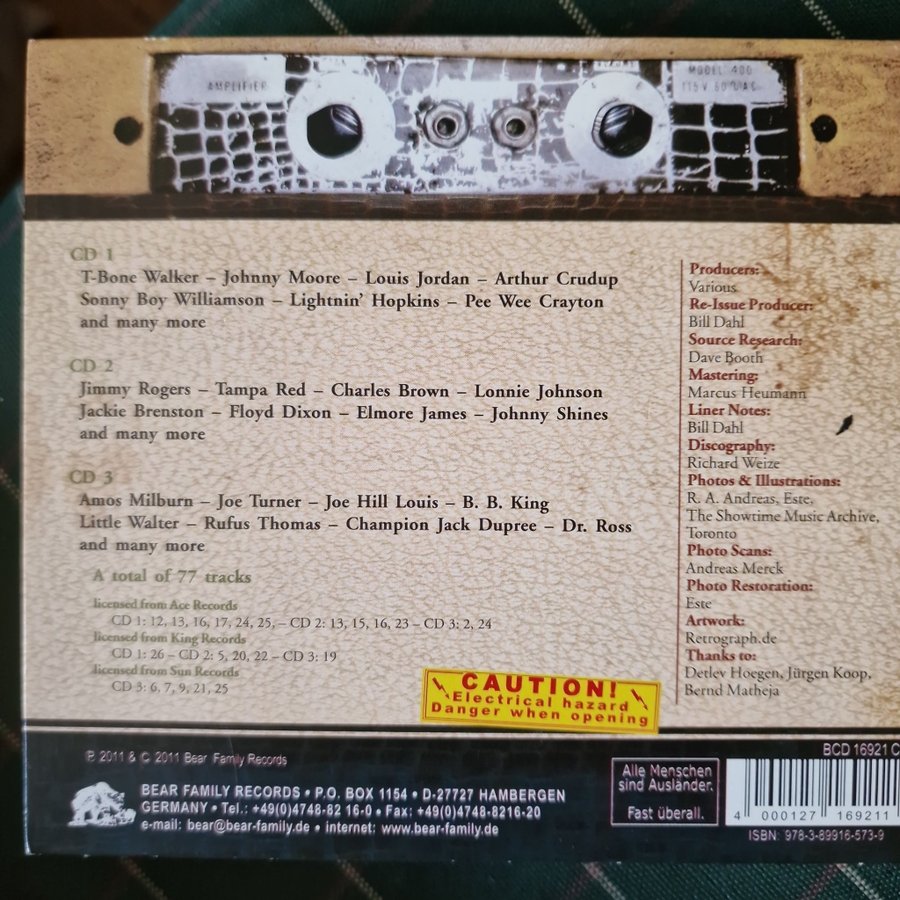 AMPLIFIER
MODEL 400
115V 60~AC
CD 1
T-Bone Walker – Johnny Moore – Louis Jordan – Arthur Crudup
Sonny Boy Williamson – Lightnin' Hopkins – Pee Wee Crayton
and many more
CD 2
Jimmy Rogers – Tampa Red – Charles Brown – Lonnie Johnson
Jackie Brenston – Floyd Dixon – Elmore James – Johnny Shines
and many more
CD 3
Amos Milburn – Joe Turner – Joe Hill Louis – B. B. King
Little Walter – Rufus Thomas – Champion Jack Dupree – Dr. Ross
and many more
A total of 77 tracks
licensed from Ace Records
CD 1: 12, 13, 16, 17, 24, 25, – CD 2: 13, 15, 16, 23 – CD 3: 2, 24
licensed from King Records
CD 1: 26 – CD 2: 5, 20, 22 – CD 3: 19
licensed from Sun Records
CD 3: 6, 7, 9, 21, 25
Producers:
Various
Re-Issue Producer:
Bill Dahl
Source Research:
Dave Booth
Mastering:
Marcus Heumann
Liner Notes:
Bill Dahl
Discography:
Richard Weize
Photos & Illustrations:
R. A. Andreas, Este,
The Showtime Music Archive,
Toronto
Photo Scans:
Andreas Merck
Photo Restoration:
Este
Artwork:
Retrograph.de
Thanks to:
Detlev Hoegen, Jürgen Koop,
Bernd Matheja
CAUTION!
Electrical hazard
Danger when opening
℗ 2011 & © 2011 Bear Family Records
BEAR FAMILY RECORDS • P.O. BOX 1154 • D-27727 HAMBERGEN
GERMANY • Tel.: +49(0)4748-82 16-0 • Fax: +49(0)4748-8216-20
e-mail: bear@bear-family.de • internet: www.bear-family.de
Alle Menschen
sind Ausländer.
Fast überall.
BCD 16921 C
4 000127 169211
ISBN: 978-3-89916-573-9